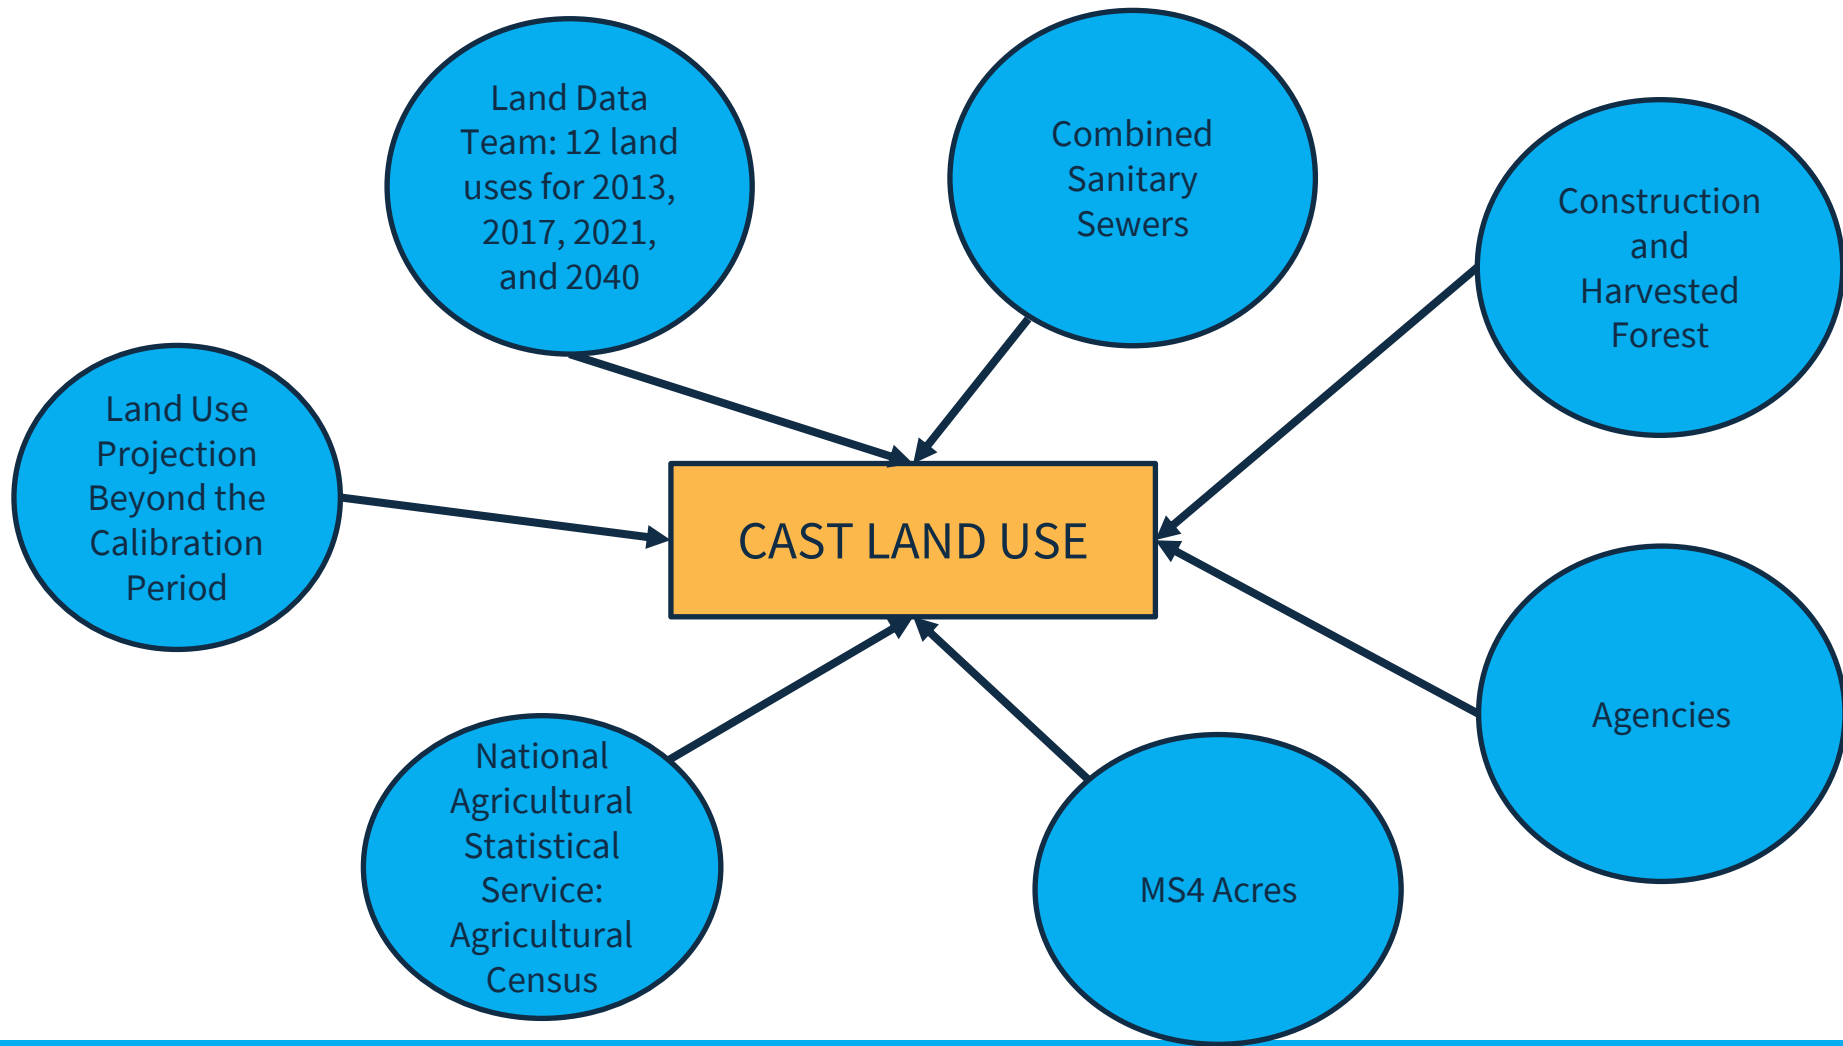 Land Data
Team: 12 land
uses for 2013,
2017, 2021,
and 2040
Combined
Sanitary
Sewers
Construction
and
Harvested
Forest
Land Use
Projection
Beyond the
Calibration
Period
CAST LAND USE
Agencies
National
Agricultural
Statistical
Service:
Agricultural
Census
MS4 Acres